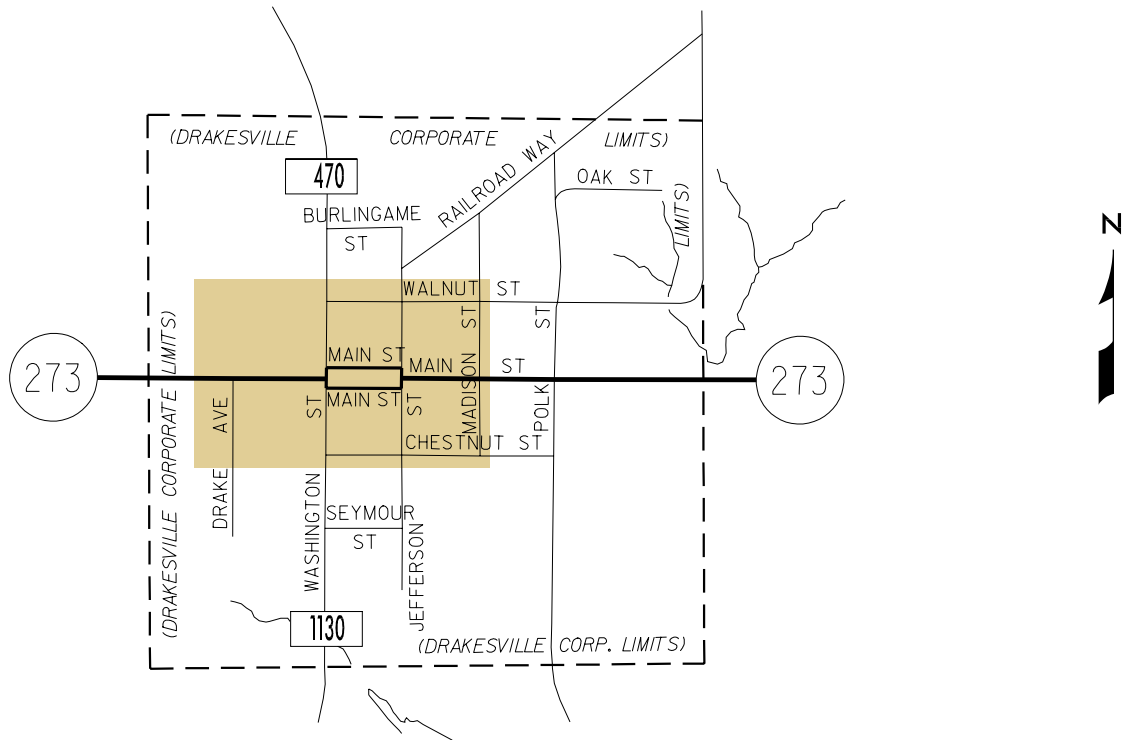 (DRAKESVILLE CORPORATE LIMITS)
N
470
RAILROAD WAY
OAK ST
BURLINGAME
ST
LIMITS)
WALNUT ST
ST
ST
MAIN ST
MAIN ST
273
273
MAIN ST
ST
ST
MADISON
POLK
DRAKE AVE
(DRAKESVILLE CORPORATE LIMITS)
CHESTNUT ST
WASHINGTON
SEYMOUR
ST
JEFFERSON
1130
(DRAKESVILLE CORP. LIMITS)